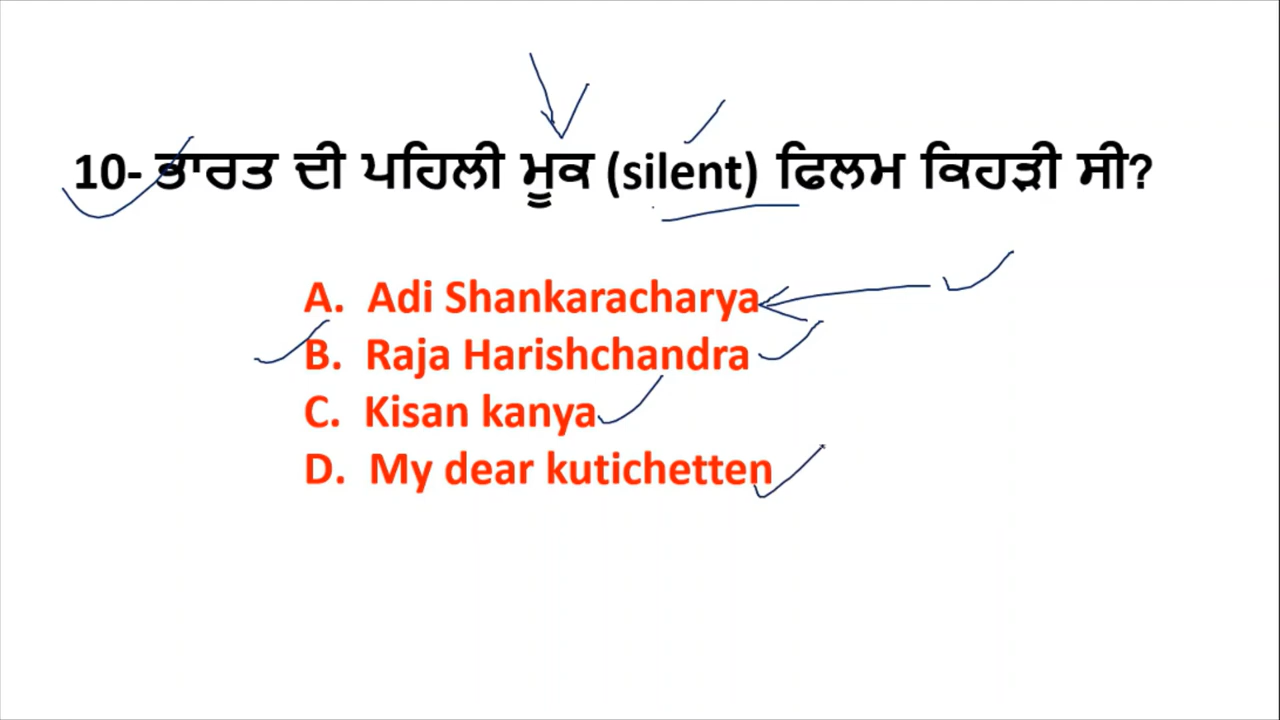 10- ਭਾਰਤ ਦੀ ਪਹਿਲੀ ਮੂਕ (silent) ਫਿਲਮ ਕਿਹੜੀ ਸੀ?
A. Adi Shankaracharya
B. Raja Harishchandra
C. Kisan kanya
D. My dear kutichetten